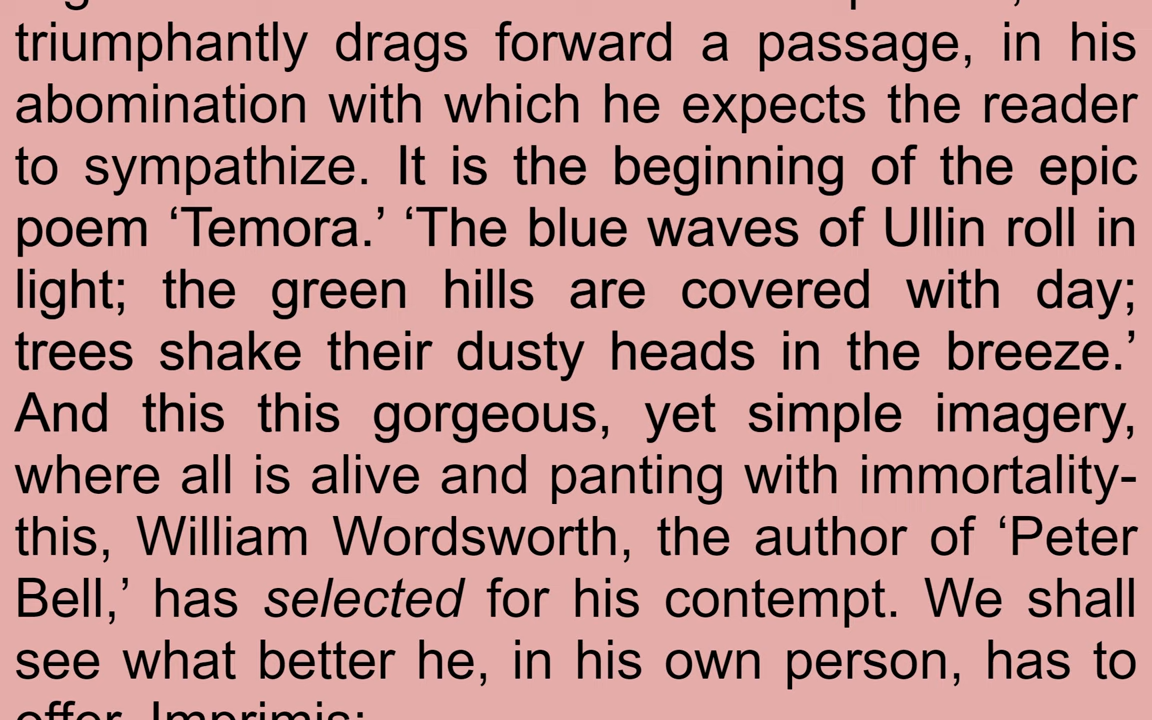 triumphantly drags forward a passage, in his
abomination with which he expects the reader
to sympathize. It is the beginning of the epic
poem ‘Temora.’ ‘The blue waves of Ullin roll in
light; the green hills are covered with day;
trees shake their dusty heads in the breeze.’
And this this gorgeous, yet simple imagery,
where all is alive and panting with immortality-
this, William Wordsworth, the author of ‘Peter
Bell,’ has selected for his contempt. We shall
see what better he, in his own person, has to
offer. Imprimis: